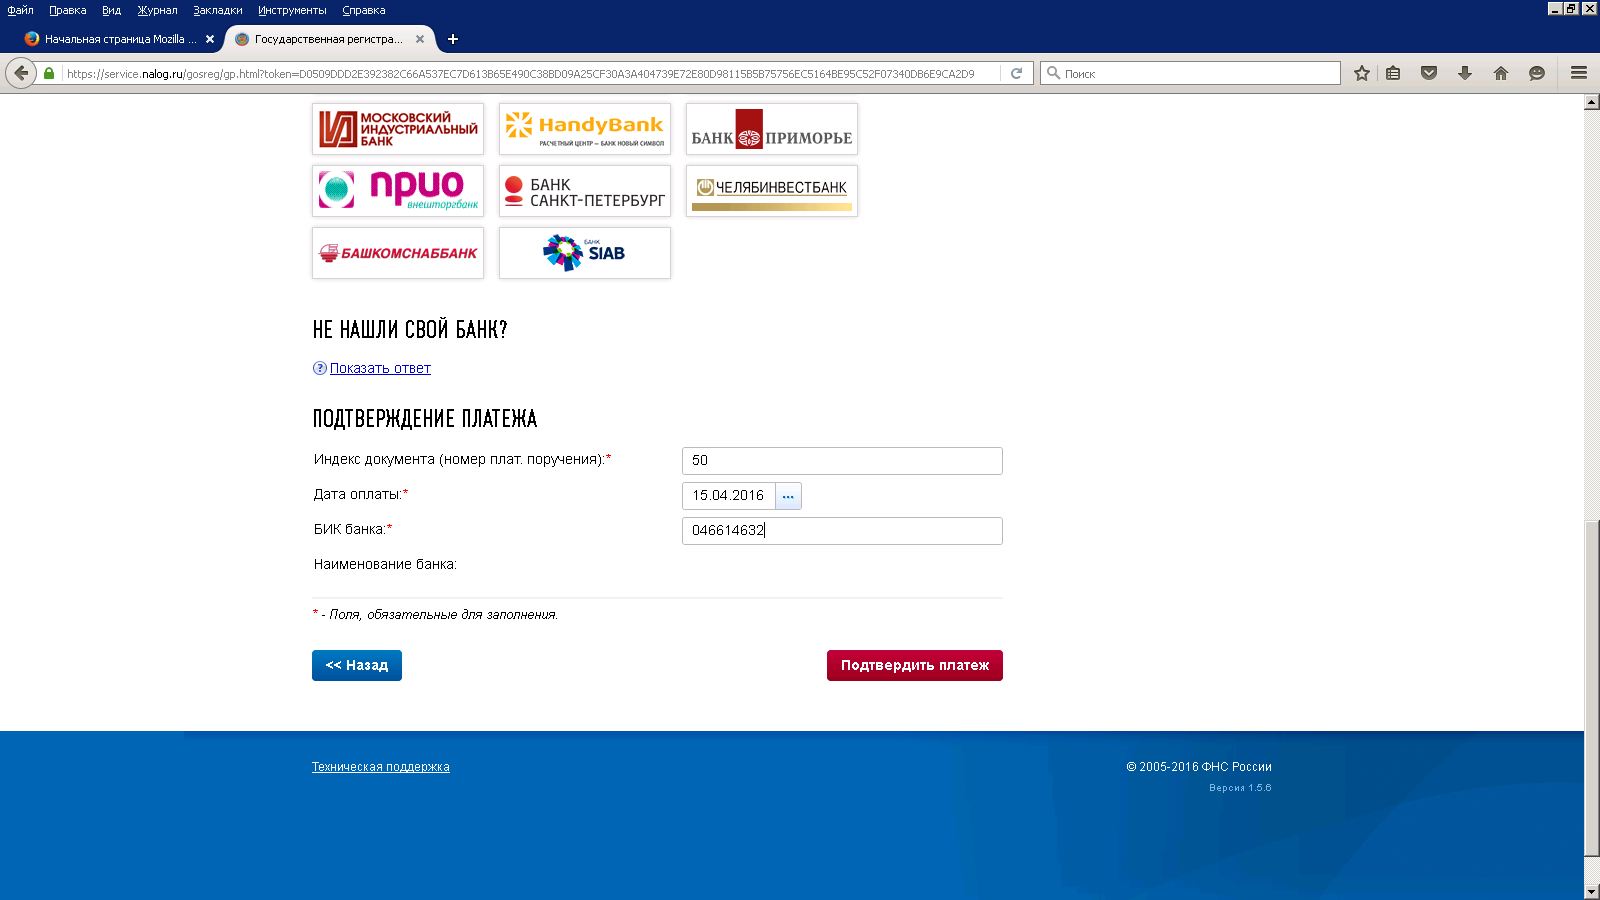 Файл Правка Вид Журнал Закладки Инструменты Справка
Начальная страница Mozilla ...
Государственная регистра...
https://service.nalog.ru/gosreg/gp.html?token=D0509DDD2E392382C66A537EC7D613B65E490C38BD09A25CF30A3A404739E72E80D98115B5B75756EC5164BE95C52F07340DB6E9CA2D9
Поиск
МОСКОВСКИЙ
ИНДУСТРИАЛЬНЫЙ
БАНК
HandyBank
РАСЧЕТНЫЙ ЦЕНТР – БАНК НОВЫЙ СИМВОЛ
БАНК ПРИМОРЬЕ
прио
внешторгбанк
БАНК
САНКТ-ПЕТЕРБУРГ
ЧЕЛЯБИНВЕСТБАНК
БАШКОМСНАББАНК
БАНК
SIAB
НЕ НАШЛИ СВОЙ БАНК?
? Показать ответ
ПОДТВЕРЖДЕНИЕ ПЛАТЕЖА
Индекс документа (номер плат. поручения):* 50
Дата оплаты:* 15.04.2016 ...
БИК банка:* 046614632
Наименование банка:
* - Поля, обязательные для заполнения.
<< Назад Подтвердить платеж
Техническая поддержка © 2005-2016 ФНС России
Версия 1.5.6